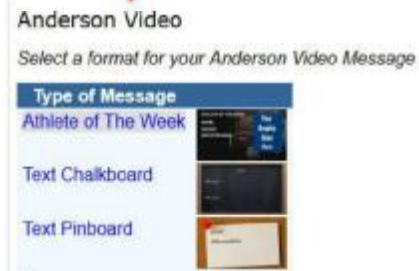 Anderson Video
Select a format for your Anderson Video Message
Type of Message
Athlete of The Week
Text Chalkboard
Text Pinboard